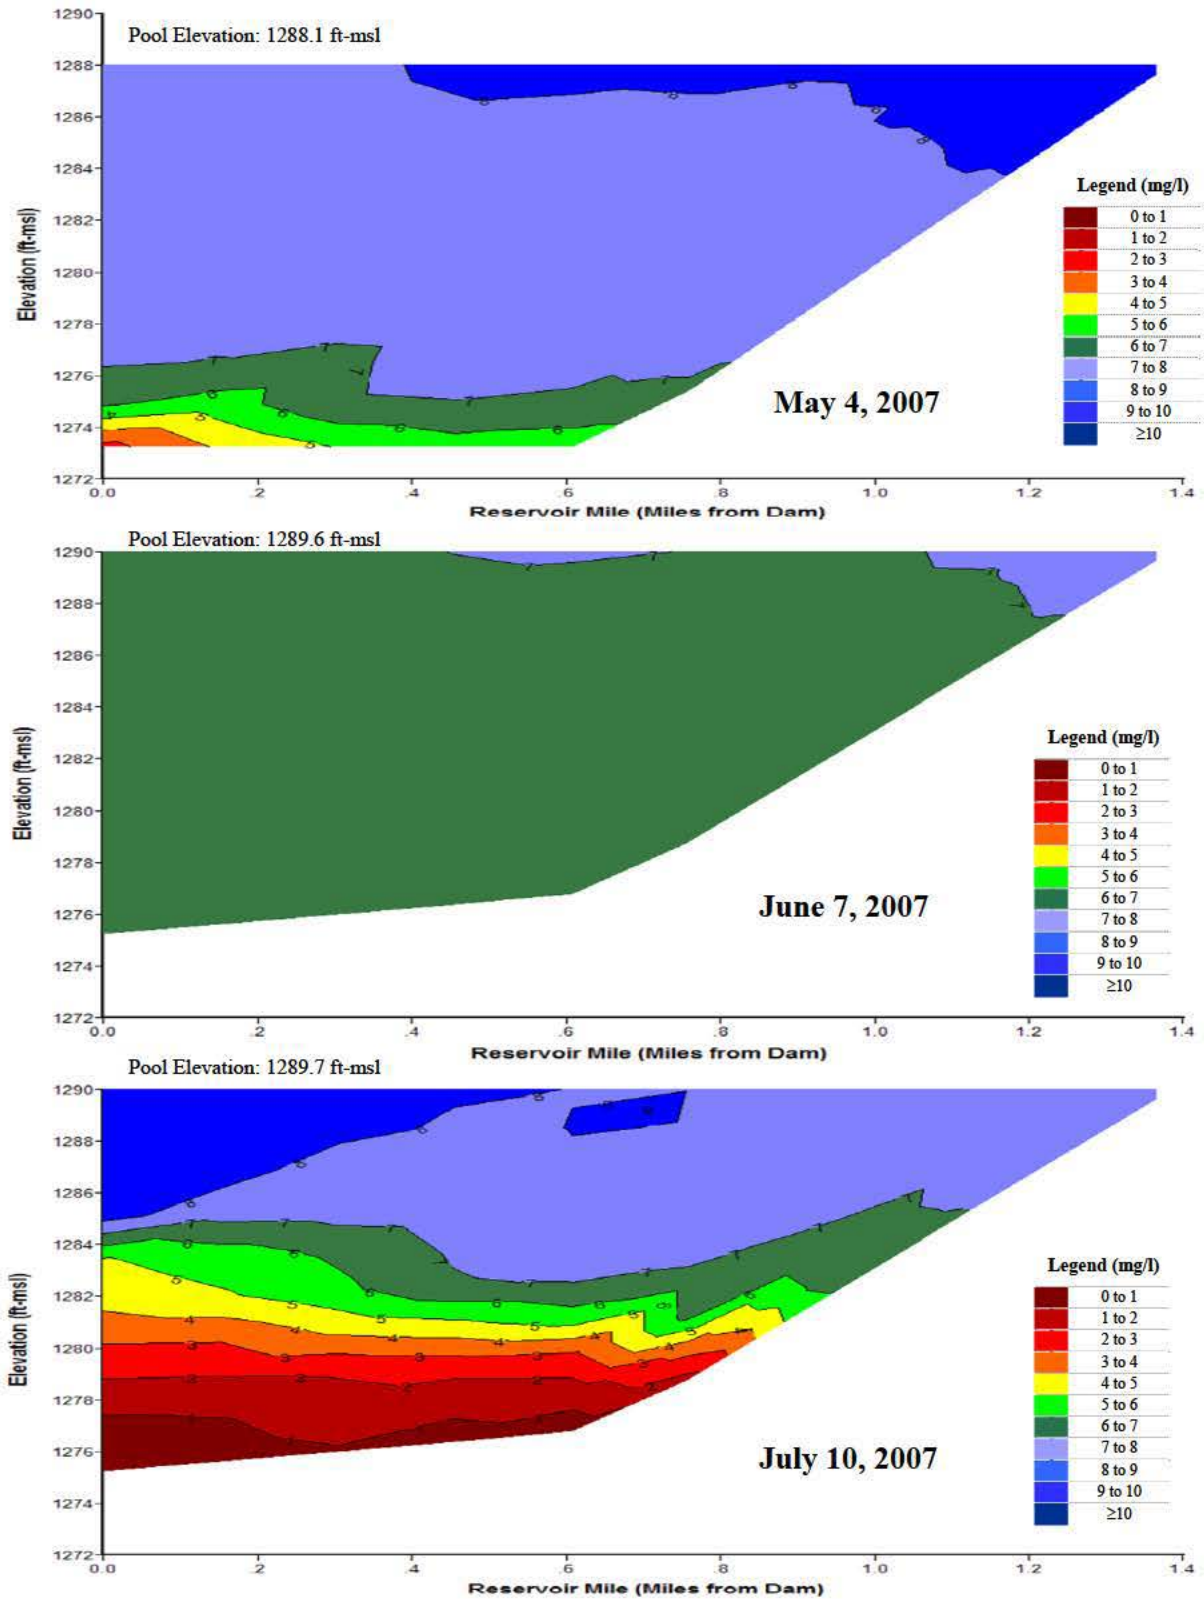 Pool Elevation: 1288.1 ft-msl
1290
1288
1286
1284
1282
1280
1278
1276
1274
1272
Elevation (ft-msl)
0.0 .2 .4 .6 .8 1.0 1.2 1.4
Reservoir Mile (Miles from Dam)
May 4, 2007
Legend (mg/l)
0 to 1
1 to 2
2 to 3
3 to 4
4 to 5
5 to 6
6 to 7
7 to 8
8 to 9
9 to 10
≥10
Pool Elevation: 1289.6 ft-msl
1290
1288
1286
1284
1282
1280
1278
1276
1274
1272
Elevation (ft-msl)
0.0 .2 .4 .6 .8 1.0 1.2 1.4
Reservoir Mile (Miles from Dam)
June 7, 2007
Legend (mg/l)
0 to 1
1 to 2
2 to 3
3 to 4
4 to 5
5 to 6
6 to 7
7 to 8
8 to 9
9 to 10
≥10
Pool Elevation: 1289.7 ft-msl
1290
1288
1286
1284
1282
1280
1278
1276
1274
1272
Elevation (ft-msl)
0.0 .2 .4 .6 .8 1.0 1.2 1.4
Reservoir Mile (Miles from Dam)
July 10, 2007
Legend (mg/l)
0 to 1
1 to 2
2 to 3
3 to 4
4 to 5
5 to 6
6 to 7
7 to 8
8 to 9
9 to 10
≥10